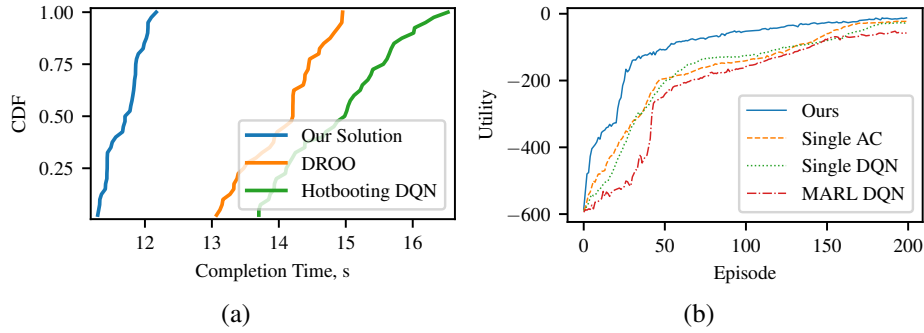 1.00
0.75
0.50
0.25
CDF
Our Solution
DROO
Hotbooting DQN
12 13 14 15 16
Completion Time, s
(a)
0
−200
−400
−600
Utility
Ours
Single AC
Single DQN
MARL DQN
0 50 100 150 200
Episode
(b)